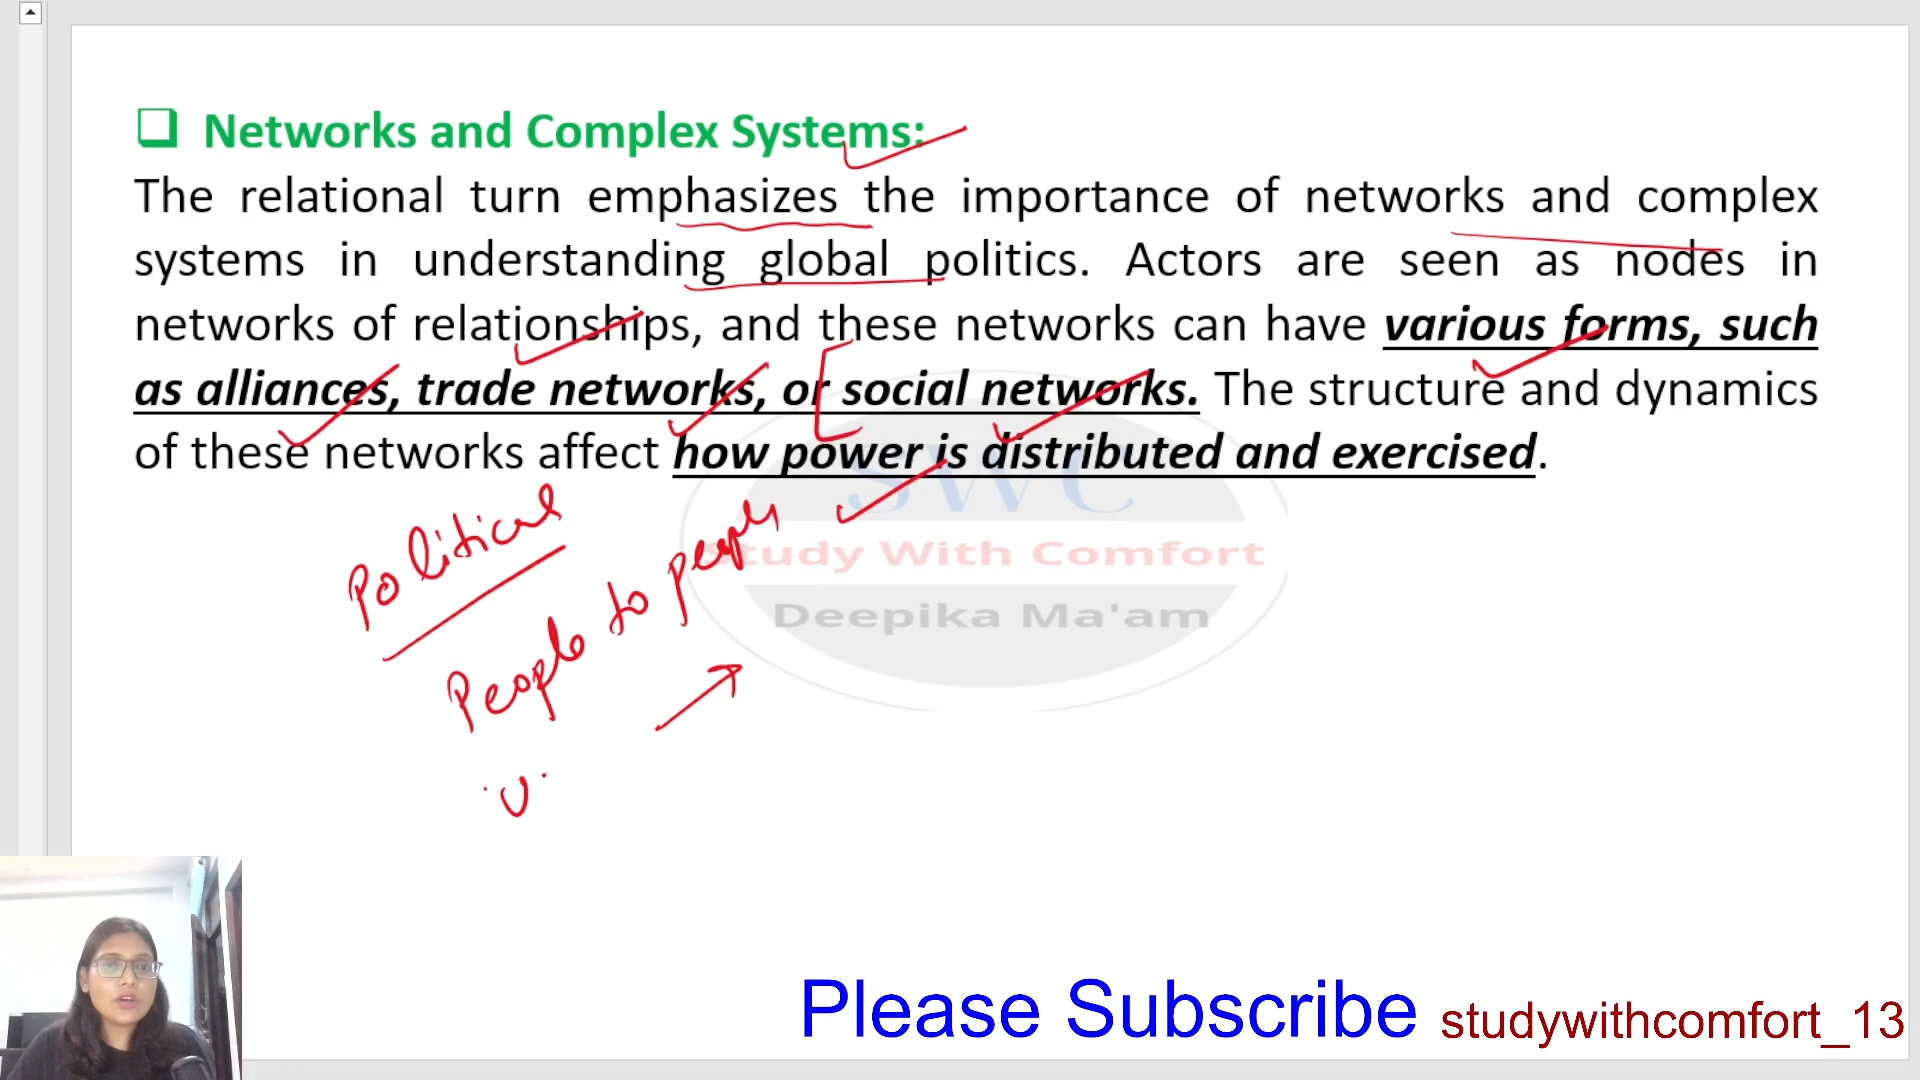 Networks and Complex Systems:
The relational turn emphasizes the importance of networks and complex
systems in understanding global politics. Actors are seen as nodes in
networks of relationships, and these networks can have various forms, such
as alliances, trade networks, or social networks. The structure and dynamics
of these networks affect how power is distributed and exercised.
SWC
Study With Comfort
Deepika Ma'am
Political
People to people
Please Subscribe studywithcomfort_13